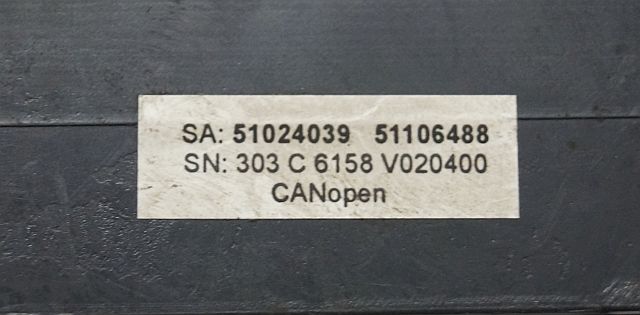 SA: 51024039 51106488
SN: 303 C 6158 V020400
CANopen